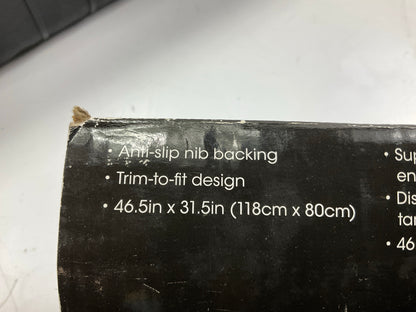 • Anti-slip nib backing
• Trim-to-fit design
• 46.5in x 31.5in (118cm x 80cm)
• Sup
en
• Dis
tar
• 46